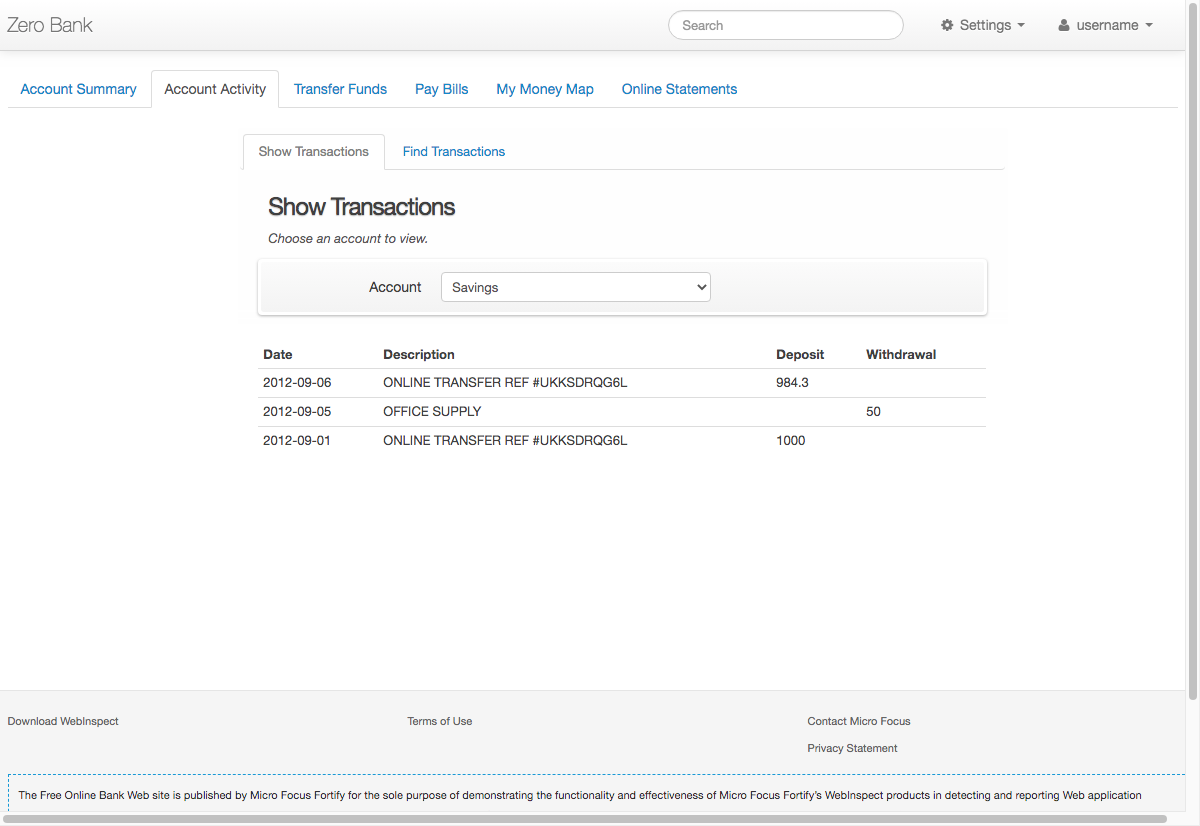 Zero Bank
Search
Settings
username
Account Summary
Account Activity
Transfer Funds
Pay Bills
My Money Map
Online Statements
Show Transactions
Find Transactions
Show Transactions
Choose an account to view.
Account
Savings
Date Description Deposit Withdrawal
2012-09-06 ONLINE TRANSFER REF #UKKSDRQG6L 984.3
2012-09-05 OFFICE SUPPLY 50
2012-09-01 ONLINE TRANSFER REF #UKKSDRQG6L 1000
Download WebInspect
Terms of Use
Contact Micro Focus
Privacy Statement
The Free Online Bank Web site is published by Micro Focus Fortify for the sole purpose of demonstrating the functionality and effectiveness of Micro Focus Fortify's WebInspect products in detecting and reporting Web application